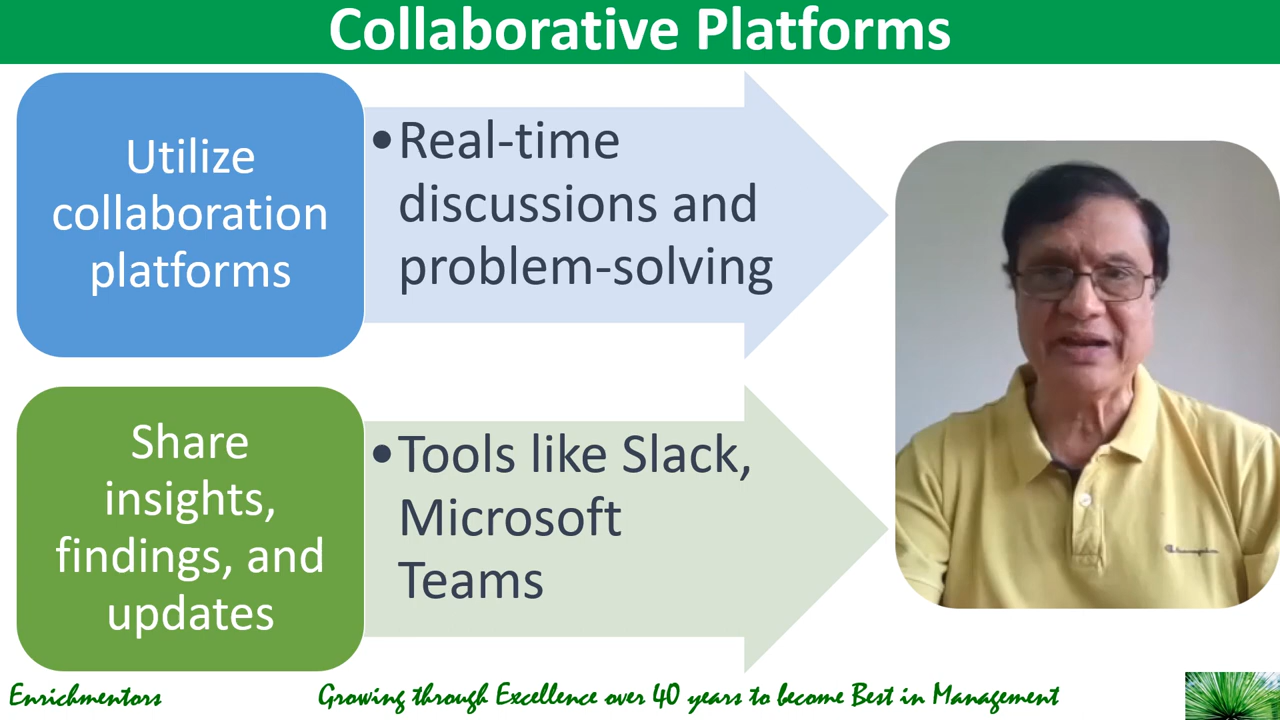 Collaborative Platforms
Utilize
collaboration
platforms
•Real-time
discussions and
problem-solving
Share
insights,
findings, and
updates
•Tools like Slack,
Microsoft
Teams
Champion
Enrichmentors
Growing through Excellence over 40 years to become Best in Management